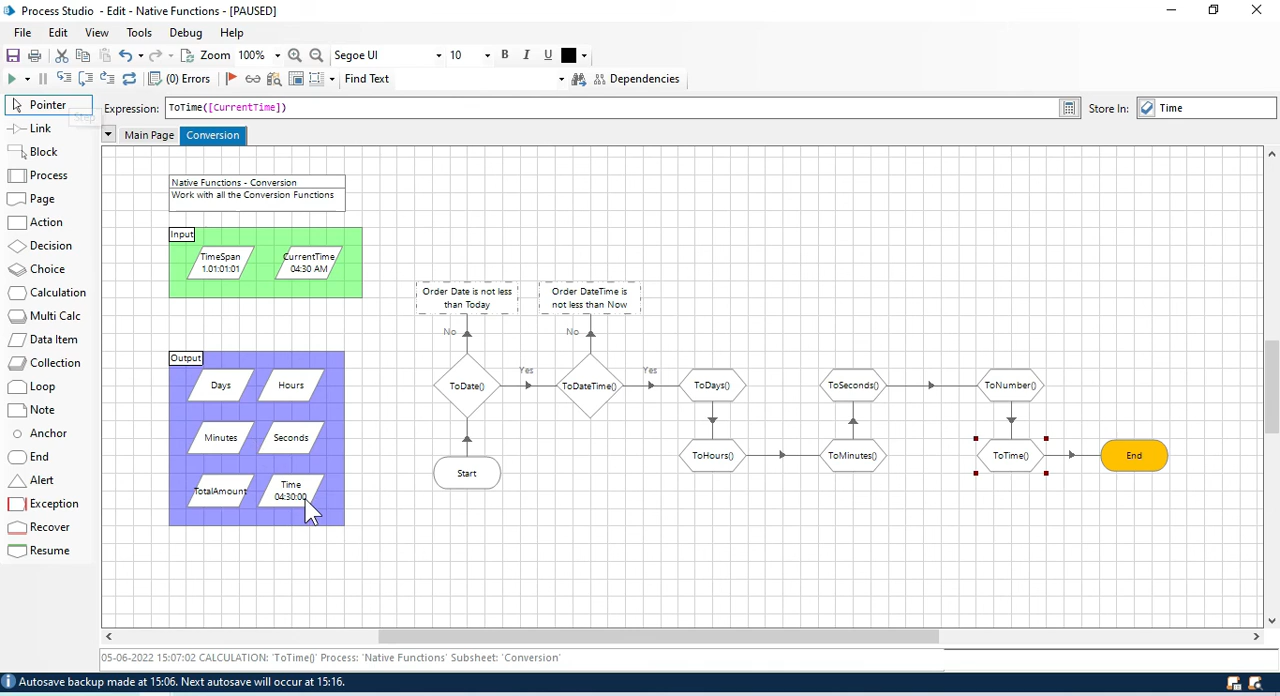 Process Studio - Edit - Native Functions - [PAUSED]
File Edit View Tools Debug Help
Zoom 100% Segoe UI 10 B I U
(0) Errors Find Text Dependencies
Pointer
Expression: ToTime([CurrentTime])
Store In: Time
Step
Link
Main Page Conversion
Block
Process
Page
Action
Decision
Choice
Calculation
Multi Calc
Data Item
Collection
Loop
Note
Anchor
End
Alert
Exception
Recover
Resume
Native Functions - Conversion
Work with all the Conversion Functions
Input
TimeSpan
1.01:01:01
CurrentTime
04:30 AM
Output
Days
Hours
Minutes
Seconds
TotalAmount
Time
04:30:00
Order Date is not less
than Today
Order DateTime is
not less than Now
No
No
ToDate()
Yes
ToDateTime()
Yes
ToDays()
ToSeconds()
ToNumber()
Start
ToHours()
ToMinutes()
ToTime()
End
05-06-2022 15:07:02 CALCULATION: 'ToTime()' Process: 'Native Functions' Subsheet: 'Conversion'
Autosave backup made at 15:06. Next autosave will occur at 15:16.